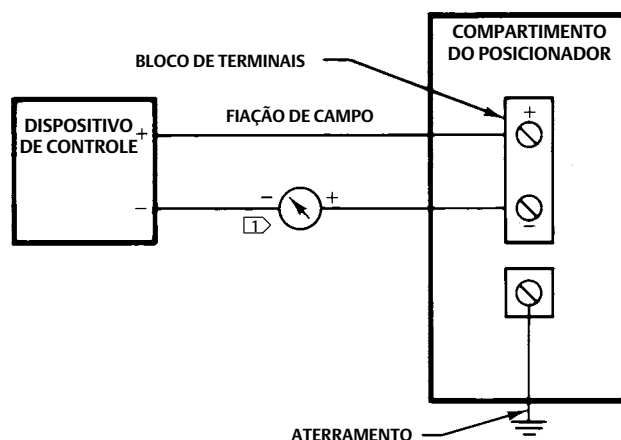 COMPARTIMENTO
DO POSICIONADOR
BLOCO DE TERMINAIS
FIAÇÃO DE CAMPO
DISPOSITIVO
DE CONTROLE
+
-
- +
1
+
-
ATERRAMENTO